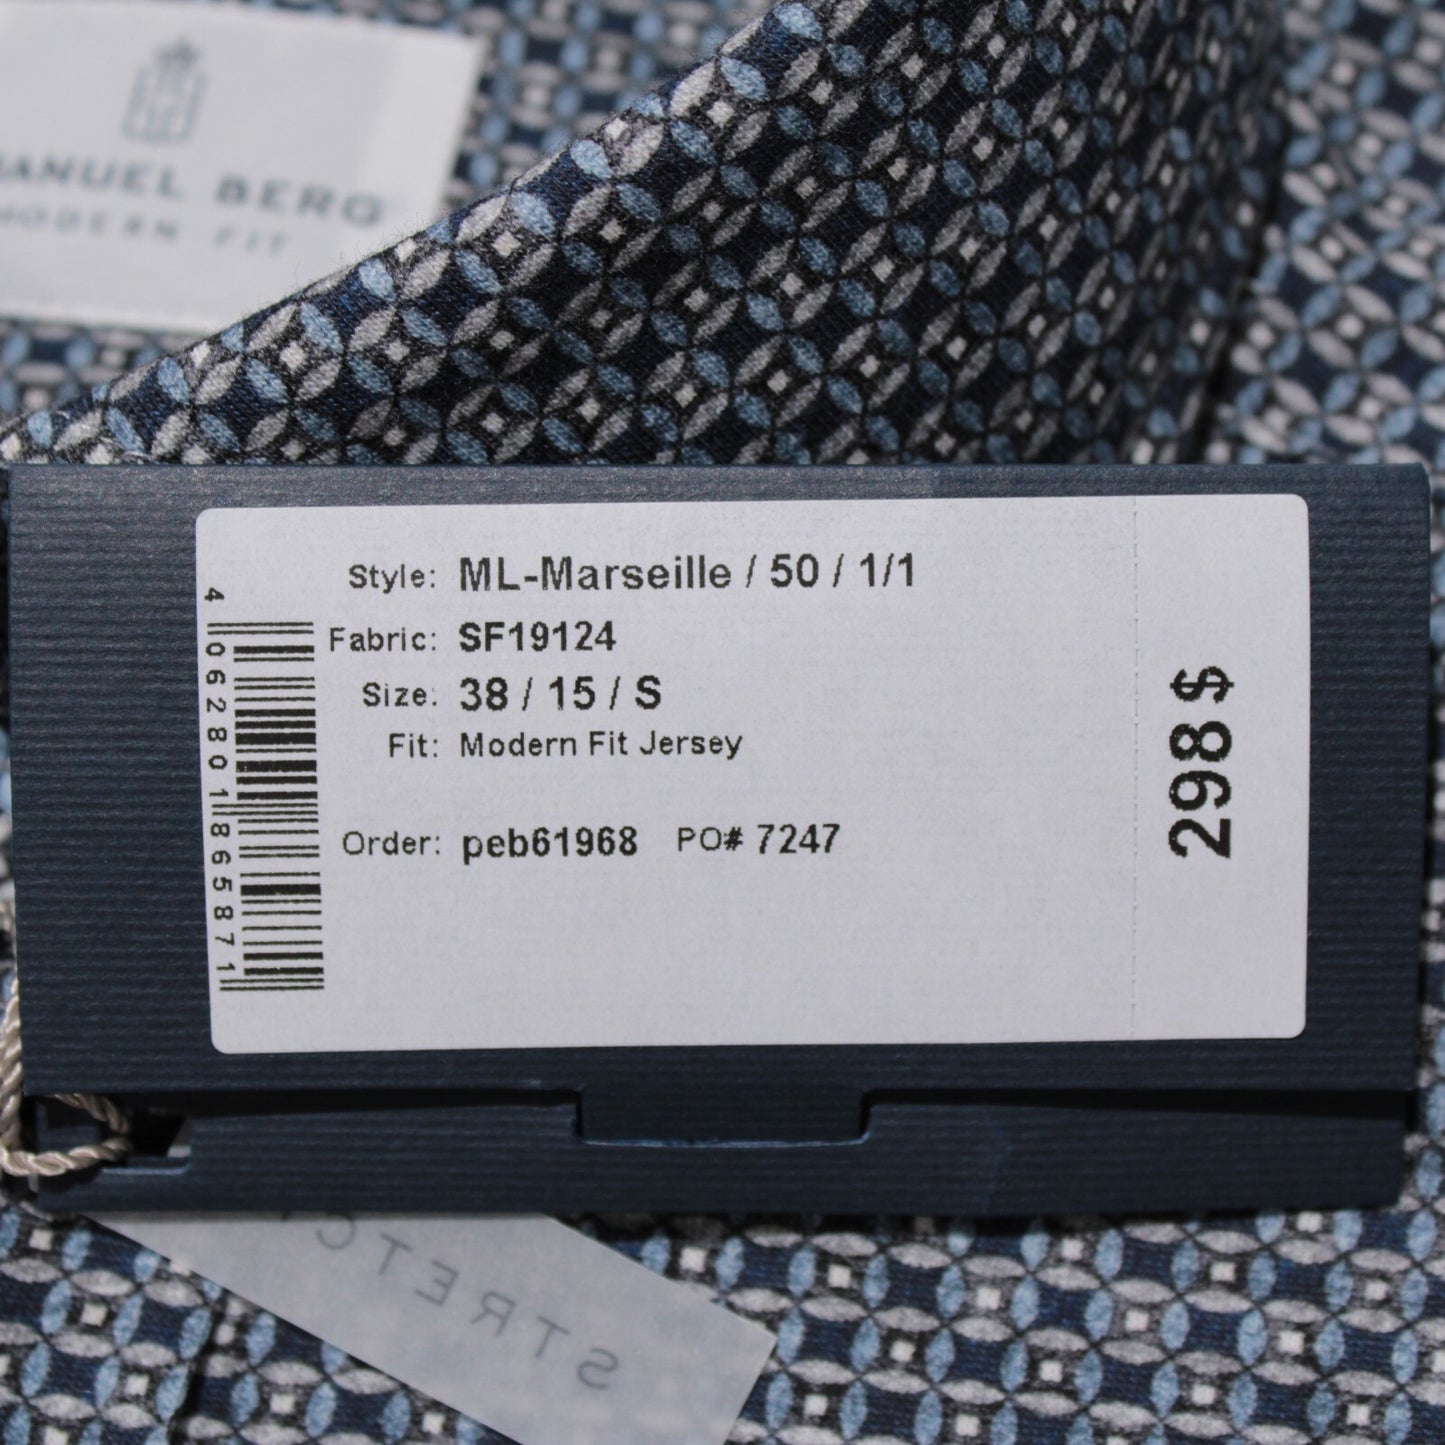 ANUEL BERG
MODERN FIT
Style: ML-Marseille / 50 / 1/1
Fabric: SF19124
Size: 38 / 15 / S
Fit: Modern Fit Jersey
Order: peb61968 PO# 7247
4 062801 865871
298$
STRETC